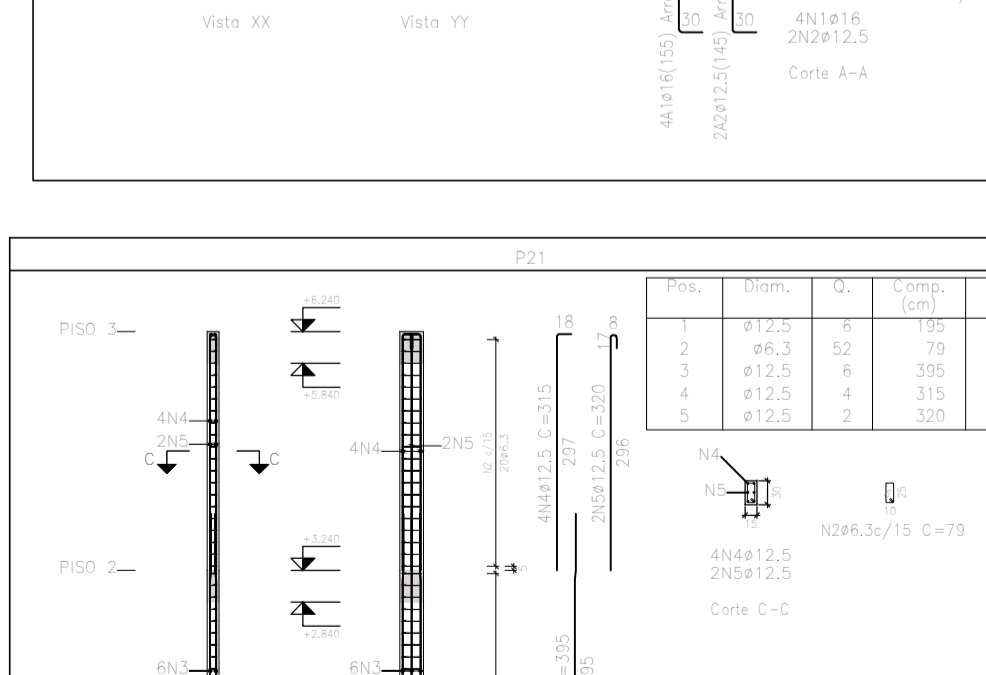 Vista XX
Vista YY
4A1ø16(155) Arr
30
2A2ø12.5(145) Arr
30
4N1ø16
2N2ø12.5
Corte A-A
P21
Pos. Diam. Q. Comp. (cm)
1 ø12.5 6 195
2 ø6.3 52 79
3 ø12.5 6 395
4 ø12.5 4 315
5 ø12.5 2 320
PISO 3
+6.240
+5.840
4N4
2N5
C
C
4N4
2N5
N2 c/15
20ø6.3
18
4N4ø12.5 C=315
297
8
17
2N5ø12.5 C=320
296
N4
N5
30
15
25
10
N2ø6.3c/15 C=79
4N4ø12.5
2N5ø12.5
Corte C-C
PISO 2
+3.240
+2.840
5
6N3
6N3
=395
95